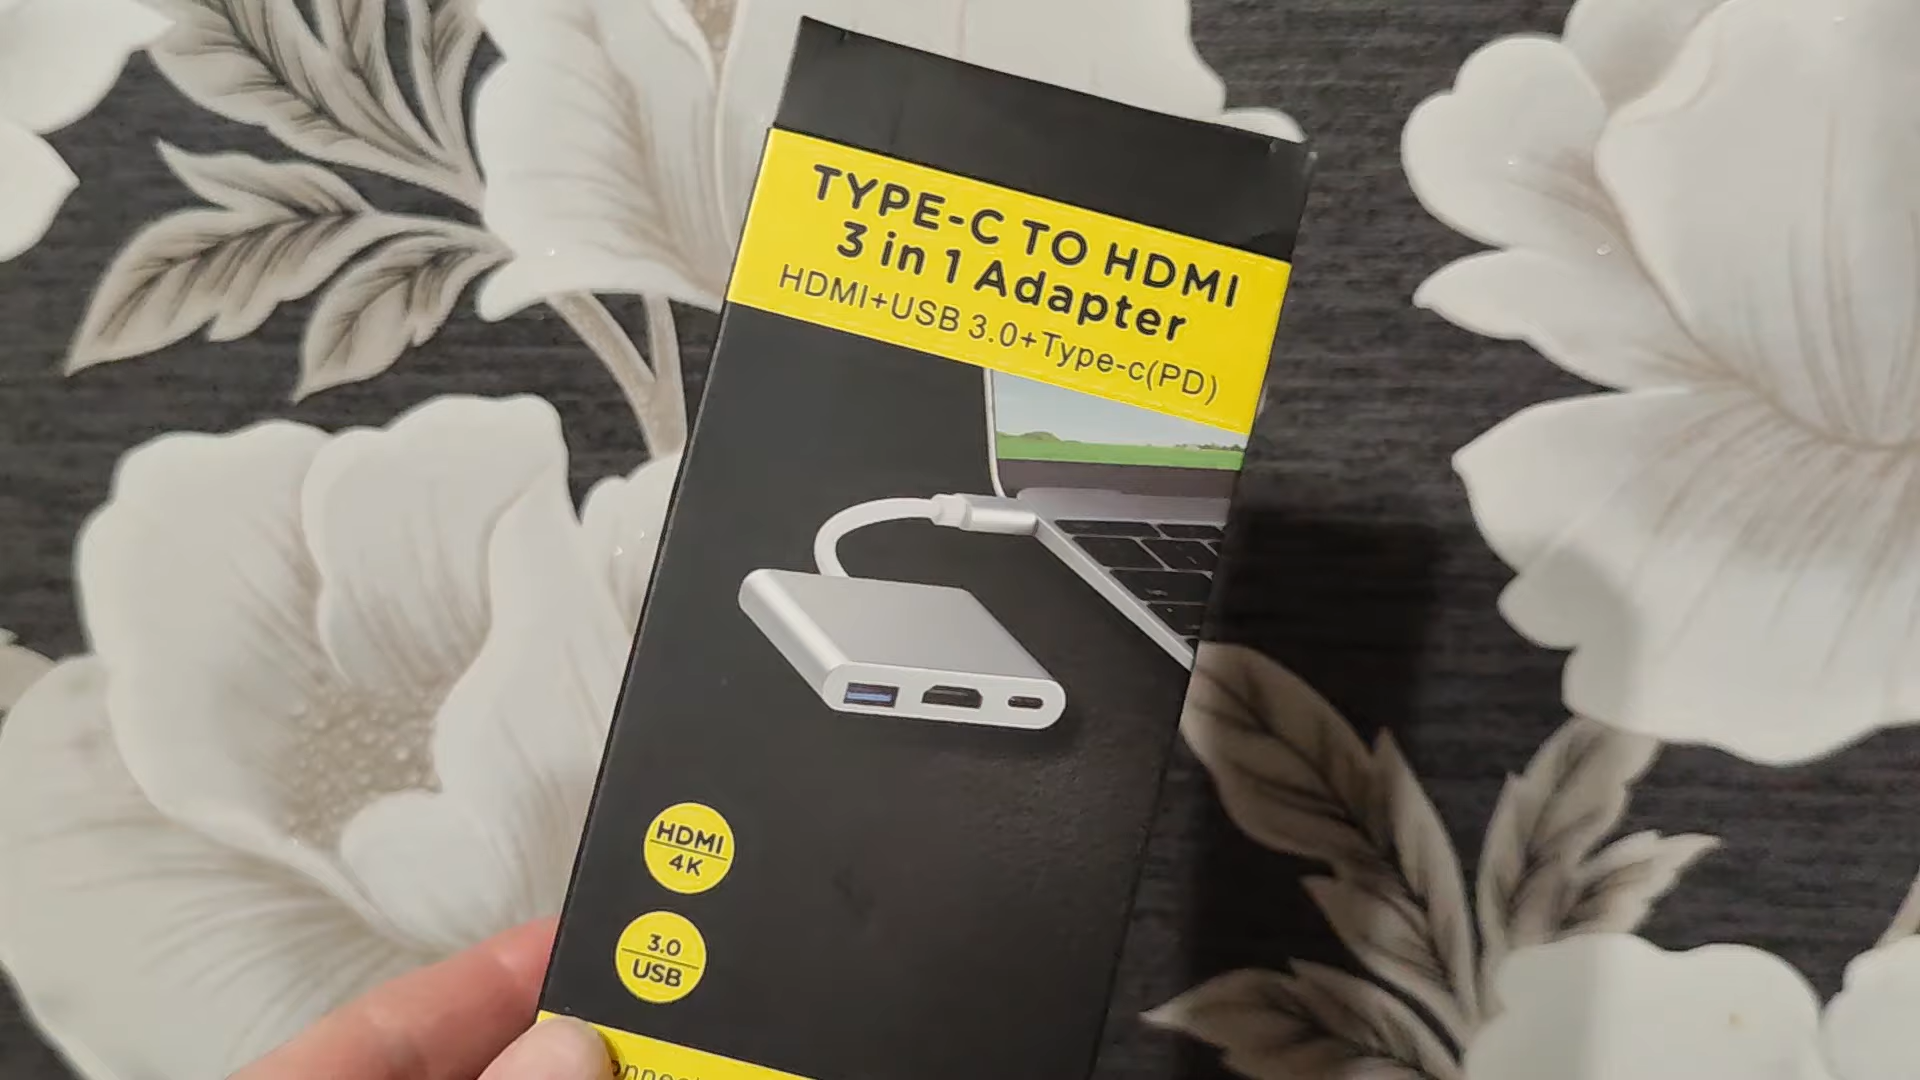 TYPE-C TO HDMI
3 in 1 Adapter
HDMI+USB 3.0+Type-c(PD)
HDMI
4K
3.0
USB